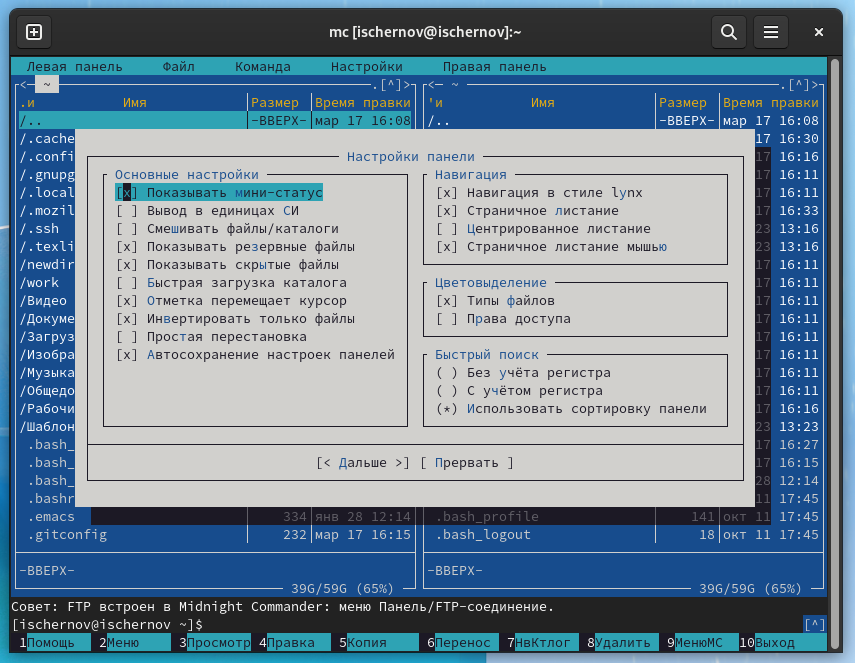 mc [ischernov@ischernov]:~
Левая панель Файл Команда Настройки Правая панель
<— ~ .[^]> <— ~ .[^]>
.и Имя Размер Время правки 'и Имя Размер Время правки
/.. -ВВЕРХ- мар 17 16:08 /.. -ВВЕРХ- мар 17 16:08
/.cache 17 16:30
/.confi 17 16:16
/.gnupg 17 16:11
/.local 17 16:11
/.mozil 17 16:33
/.ssh 23 13:16
/.texli 23 13:16
/newdir 17 16:11
/work 17 16:11
/Видео 17 16:11
/Докуме 17 16:11
/Загруз 17 16:11
/Изобра 17 16:11
/Музыка 17 16:11
/Общедо 17 16:11
/Рабочи 17 16:16
/Шаблон 23 13:23
.bash_ 17 16:27
.bash_ 17 16:15
.bash_ 28 12:14
.bashr 11 17:45
Настройки панели
Основные настройки
[x] Показывать мини-статус
[ ] Вывод в единицах СИ
[ ] Смешивать файлы/каталоги
[x] Показывать резервные файлы
[x] Показывать скрытые файлы
[ ] Быстрая загрузка каталога
[x] Отметка перемещает курсор
[x] Инвертировать только файлы
[ ] Простая перестановка
[x] Автосохранение настроек панелей
Навигация
[x] Навигация в стиле lynx
[x] Страничное листание
[ ] Центрированное листание
[x] Страничное листание мышью
Цветовыделение
[x] Типы файлов
[ ] Права доступа
Быстрый поиск
( ) Без учёта регистра
( ) С учётом регистра
(*) Использовать сортировку панели
[< Дальше >] [ Прервать ]
.emacs 334 янв 28 12:14 .bash_profile 141 окт 11 17:45
.gitconfig 232 мар 17 16:15 .bash_logout 18 окт 11 17:45
-ВВЕРХ- -ВВЕРХ-
39G/59G (65%) 39G/59G (65%)
Совет: FTP встроен в Midnight Commander: меню Панель/FTP-соединение.
[ischernov@ischernov ~]$ [^]
1Помощь 2Меню 3Просмотр 4Правка 5Копия 6Перенос 7НвКтлог 8Удалить 9МенюМС 10Выход